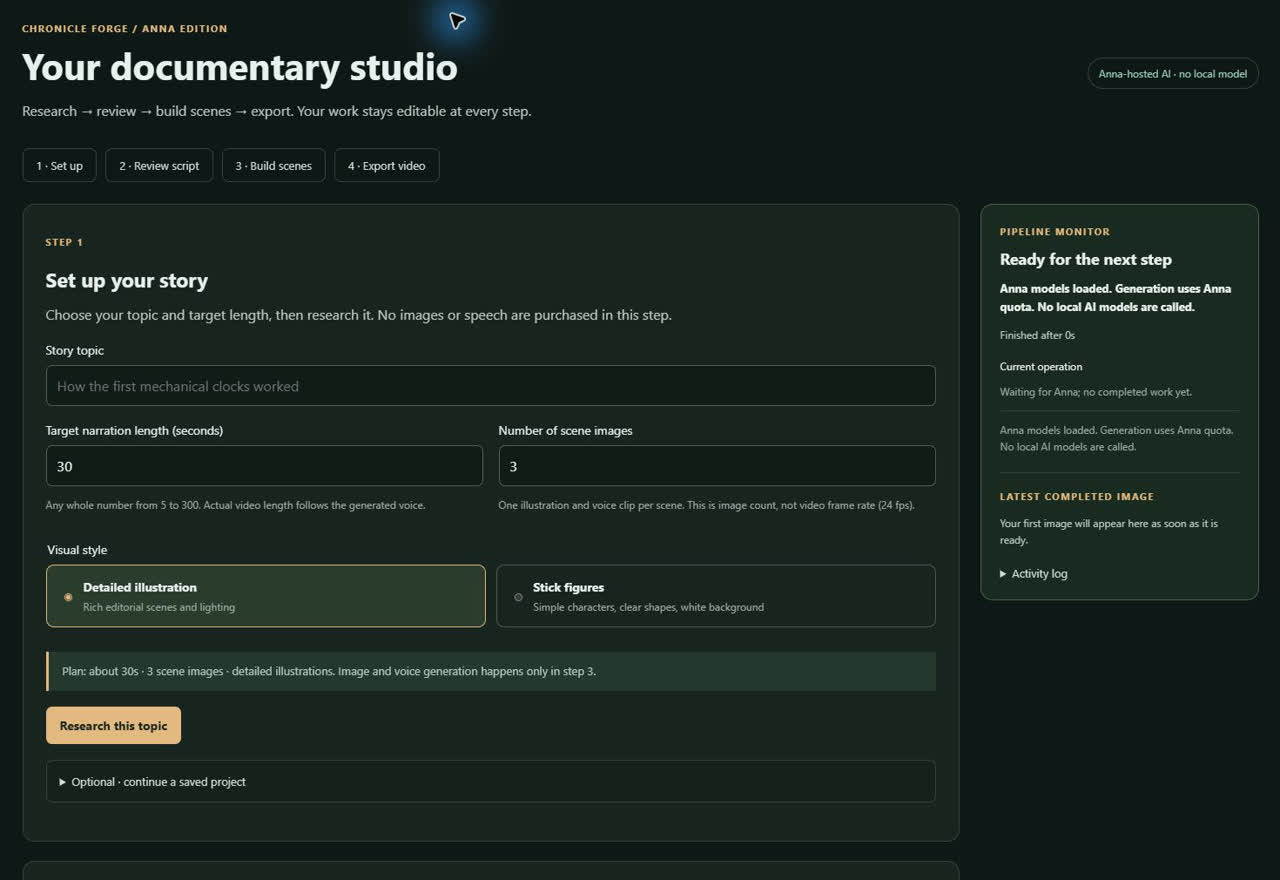 CHRONICLE FORGE / ANNA EDITION
Your documentary studio
Anna-hosted AI · no local model
Research → review → build scenes → export. Your work stays editable at every step.
1 · Set up
2 · Review script
3 · Build scenes
4 · Export video
STEP 1
Set up your story
Choose your topic and target length, then research it. No images or speech are purchased in this step.
Story topic
How the first mechanical clocks worked
Target narration length (seconds)
Number of scene images
30
3
Any whole number from 5 to 300. Actual video length follows the generated voice.
One illustration and voice clip per scene. This is image count, not video frame rate (24 fps).
Visual style
Detailed illustration
Rich editorial scenes and lighting
Stick figures
Simple characters, clear shapes, white background
Plan: about 30s · 3 scene images · detailed illustrations. Image and voice generation happens only in step 3.
Research this topic
Optional · continue a saved project
PIPELINE MONITOR
Ready for the next step
Anna models loaded. Generation uses Anna
quota. No local AI models are called.
Finished after 0s
Current operation
Waiting for Anna; no completed work yet.
Anna models loaded. Generation uses Anna quota.
No local AI models are called.
LATEST COMPLETED IMAGE
Your first image will appear here as soon as it is
ready.
Activity log